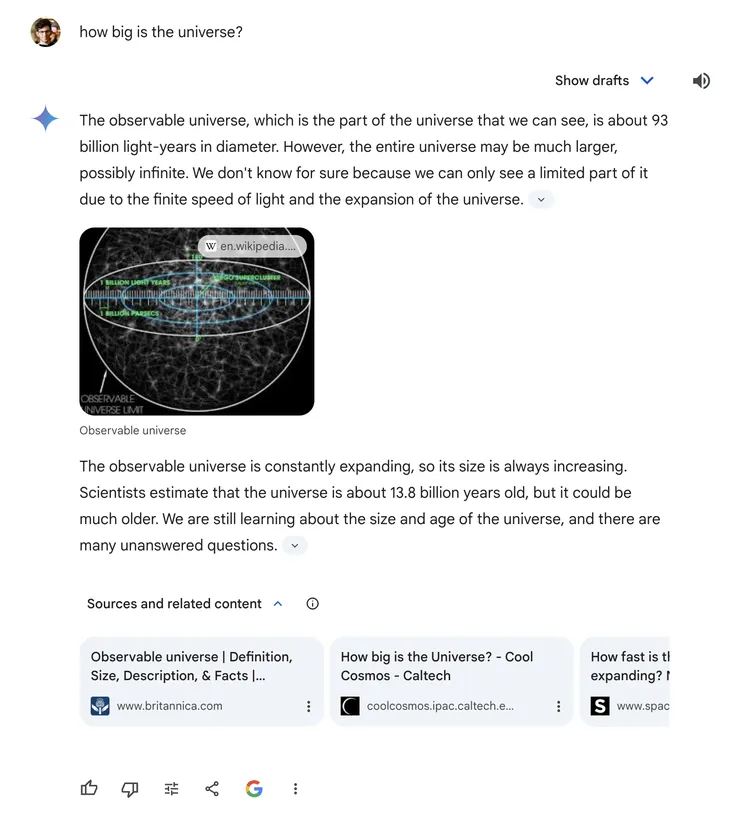 how big is the universe?
Show drafts
The observable universe, which is the part of the universe that we can see, is about 93
billion light-years in diameter. However, the entire universe may be much larger,
possibly infinite. We don't know for sure because we can only see a limited part of it
due to the finite speed of light and the expansion of the universe.
en.wikipedia....
SUPERCLUSTER
1 BILLION LIGHT YEARS
1 BILLION PARSECS
OBSERVABLE
UNIVERSE LIMIT
Observable universe
The observable universe is constantly expanding, so its size is always increasing.
Scientists estimate that the universe is about 13.8 billion years old, but it could be
much older. We are still learning about the size and age of the universe, and there are
many unanswered questions.
Sources and related content
Observable universe | Definition,
Size, Description, & Facts |...
www.britannica.com
How big is the Universe? - Cool
Cosmos - Caltech
coolcosmos.ipac.caltech.e...
How fast is th
expanding?
www.spac